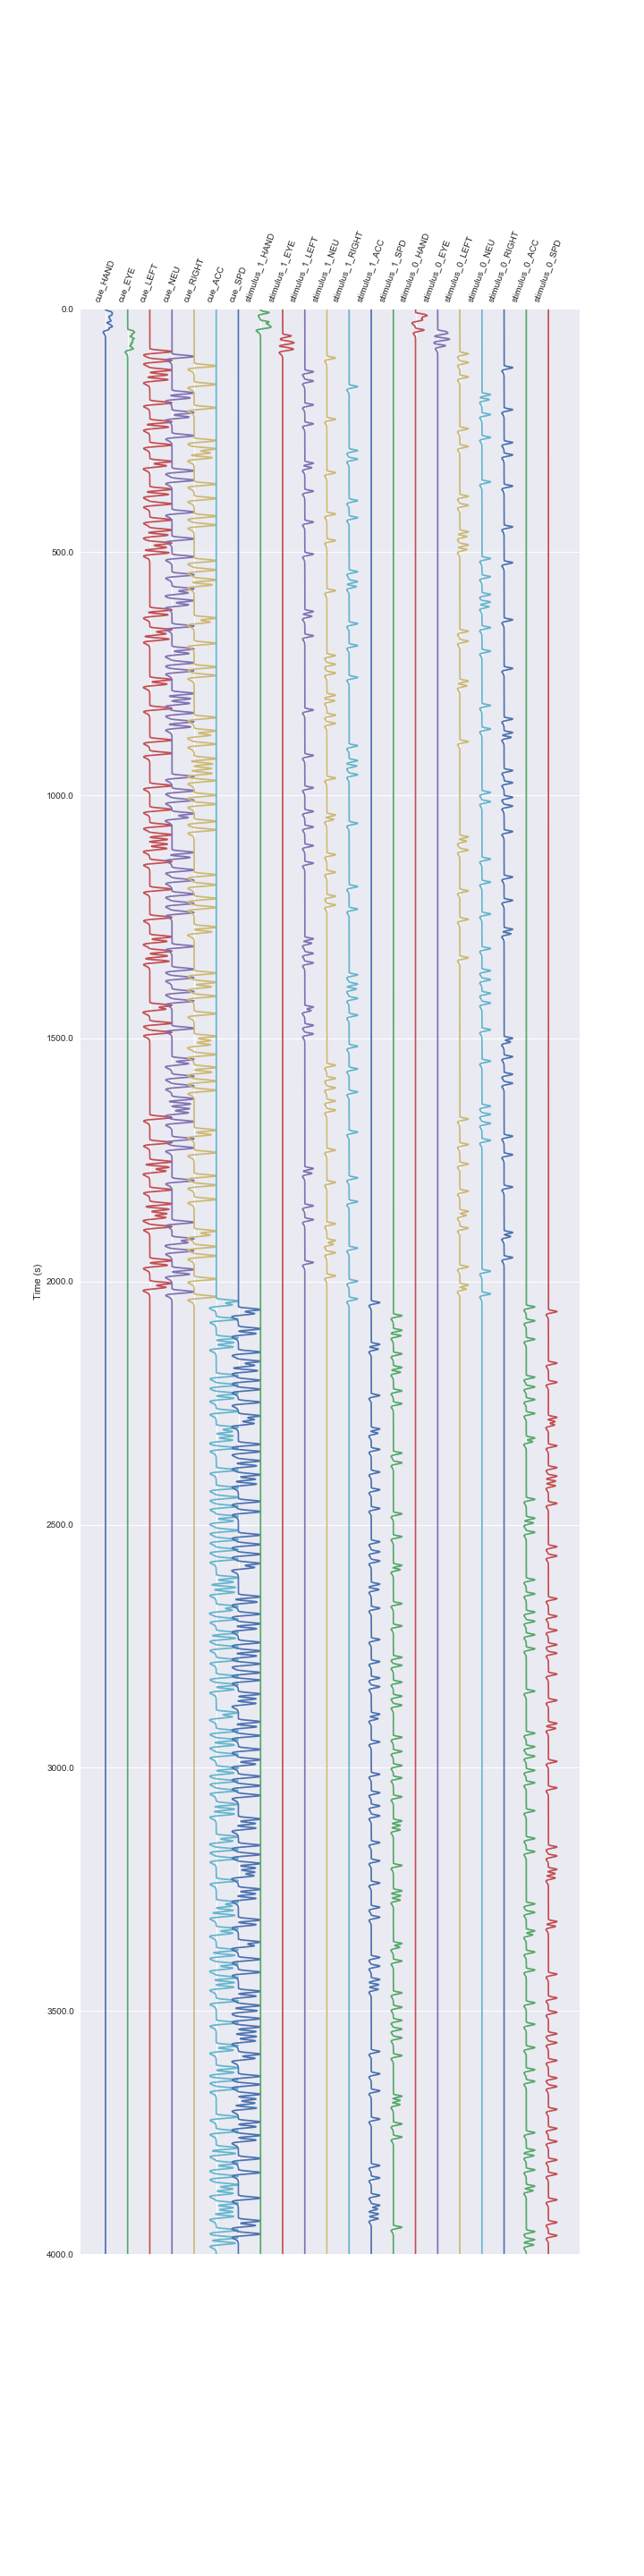 cue_HAND
cue_EYE
cue_LEFT
cue_NEU
cue_RIGHT
cue_ACC
cue_SPD
stimulus_1_HAND
stimulus_1_EYE
stimulus_1_LEFT
stimulus_1_NEU
stimulus_1_RIGHT
stimulus_1_ACC
stimulus_1_SPD
stimulus_0_HAND
stimulus_0_EYE
stimulus_0_LEFT
stimulus_0_NEU
stimulus_0_RIGHT
stimulus_0_ACC
stimulus_0_SPD
0.0
500.0
1000.0
1500.0
Time (s)
2000.0
2500.0
3000.0
3500.0
4000.0